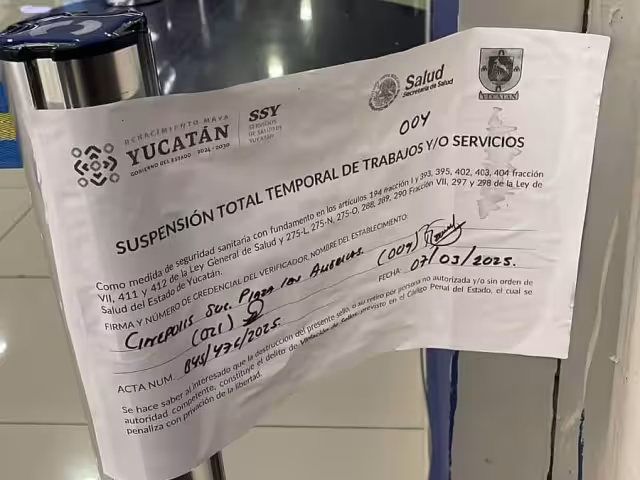 RENACIMIENTO MAYA
YUCATÁN
GOBIERNO DEL ESTADO · 2024 - 2030
SSY
SERVICIOS
DE SALUD DE
YUCATÁN
Salud
Secretaría de Salud
YUCATÁN
004
SUSPENSIÓN TOTAL TEMPORAL DE TRABAJOS Y/O SERVICIOS
Como medida de seguridad sanitaria con fundamento en los artículos 194 fracción I y 393, 395, 402, 403, 404 fracción
VII, 411 y 412 de la Ley General de Salud y 275-L, 275-N, 275-O, 288, 289, 290 Fracción VII, 297 y 298 de la Ley de
Salud del Estado de Yucatán.
FIRMA Y NÚMERO DE CREDENCIAL DEL VERIFICADOR, NOMBRE DEL ESTABLECIMIENTO:
CINEPOLIS SUC. PLAZA LAS AMERICAS (009)
(021)
FECHA 07/03/2025.
ACTA NUM. 045/476/2025.
Se hace saber al interesado que la destrucción del presente sello, o su retiro por persona no autorizada y/o sin orden de
autoridad competente, constituye el delito de Violación de Sellos, previsto en el Código Penal del Estado, el cual se
penaliza con privación de la libertad.